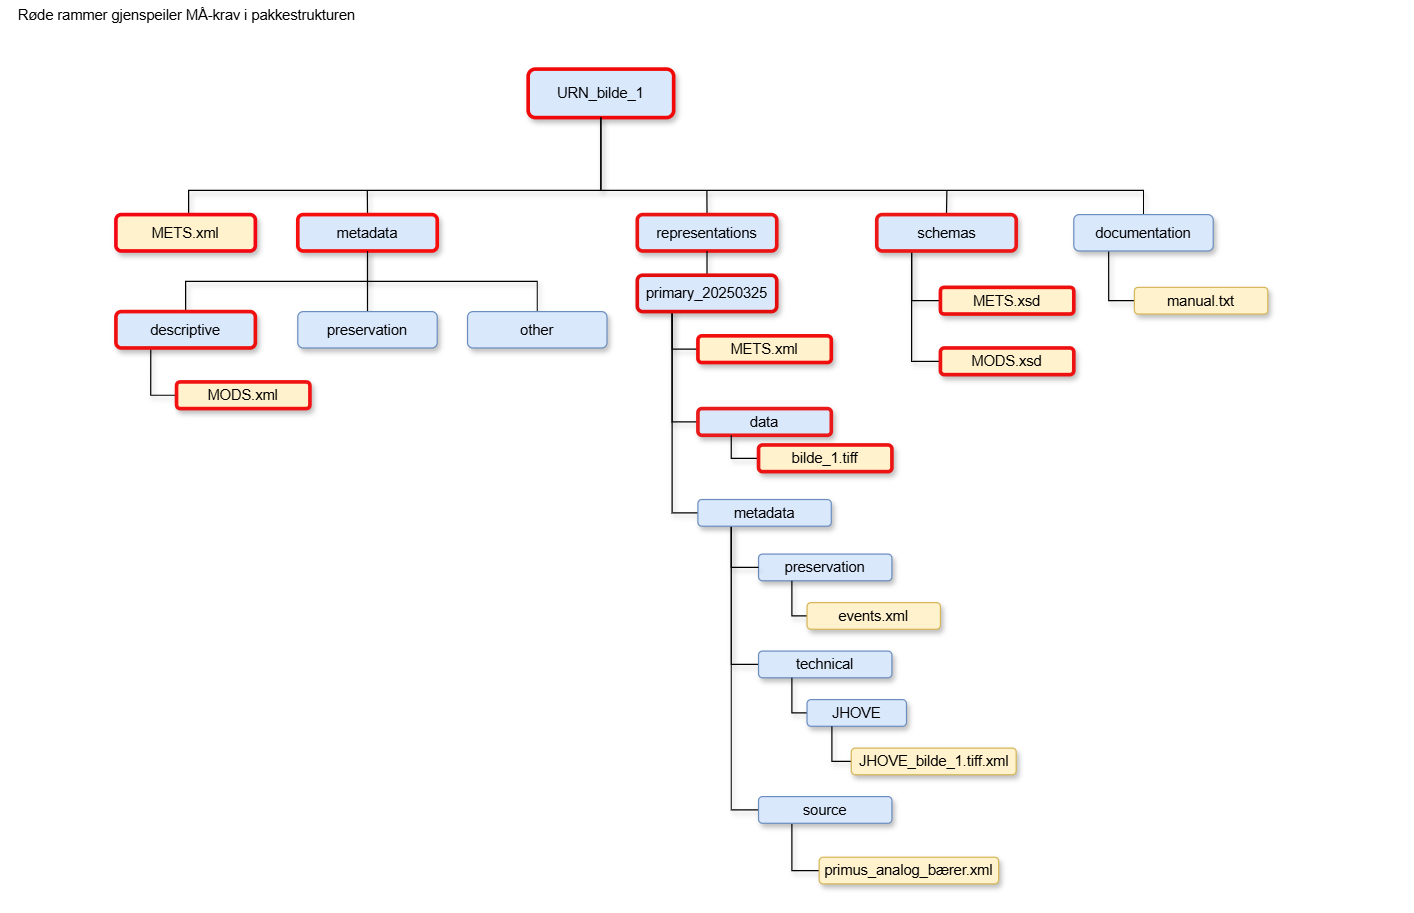 Røde rammer gjenspeiler MÅ-krav i pakkestrukturen
URN_bilde_1
METS.xml
metadata
representations
schemas
documentation
primary_20250325
METS.xsd
manual.txt
descriptive
preservation
other
METS.xml
MODS.xsd
MODS.xml
data
bilde_1.tiff
metadata
preservation
events.xml
technical
JHOVE
JHOVE_bilde_1.tiff.xml
source
primus_analog_bærer.xml